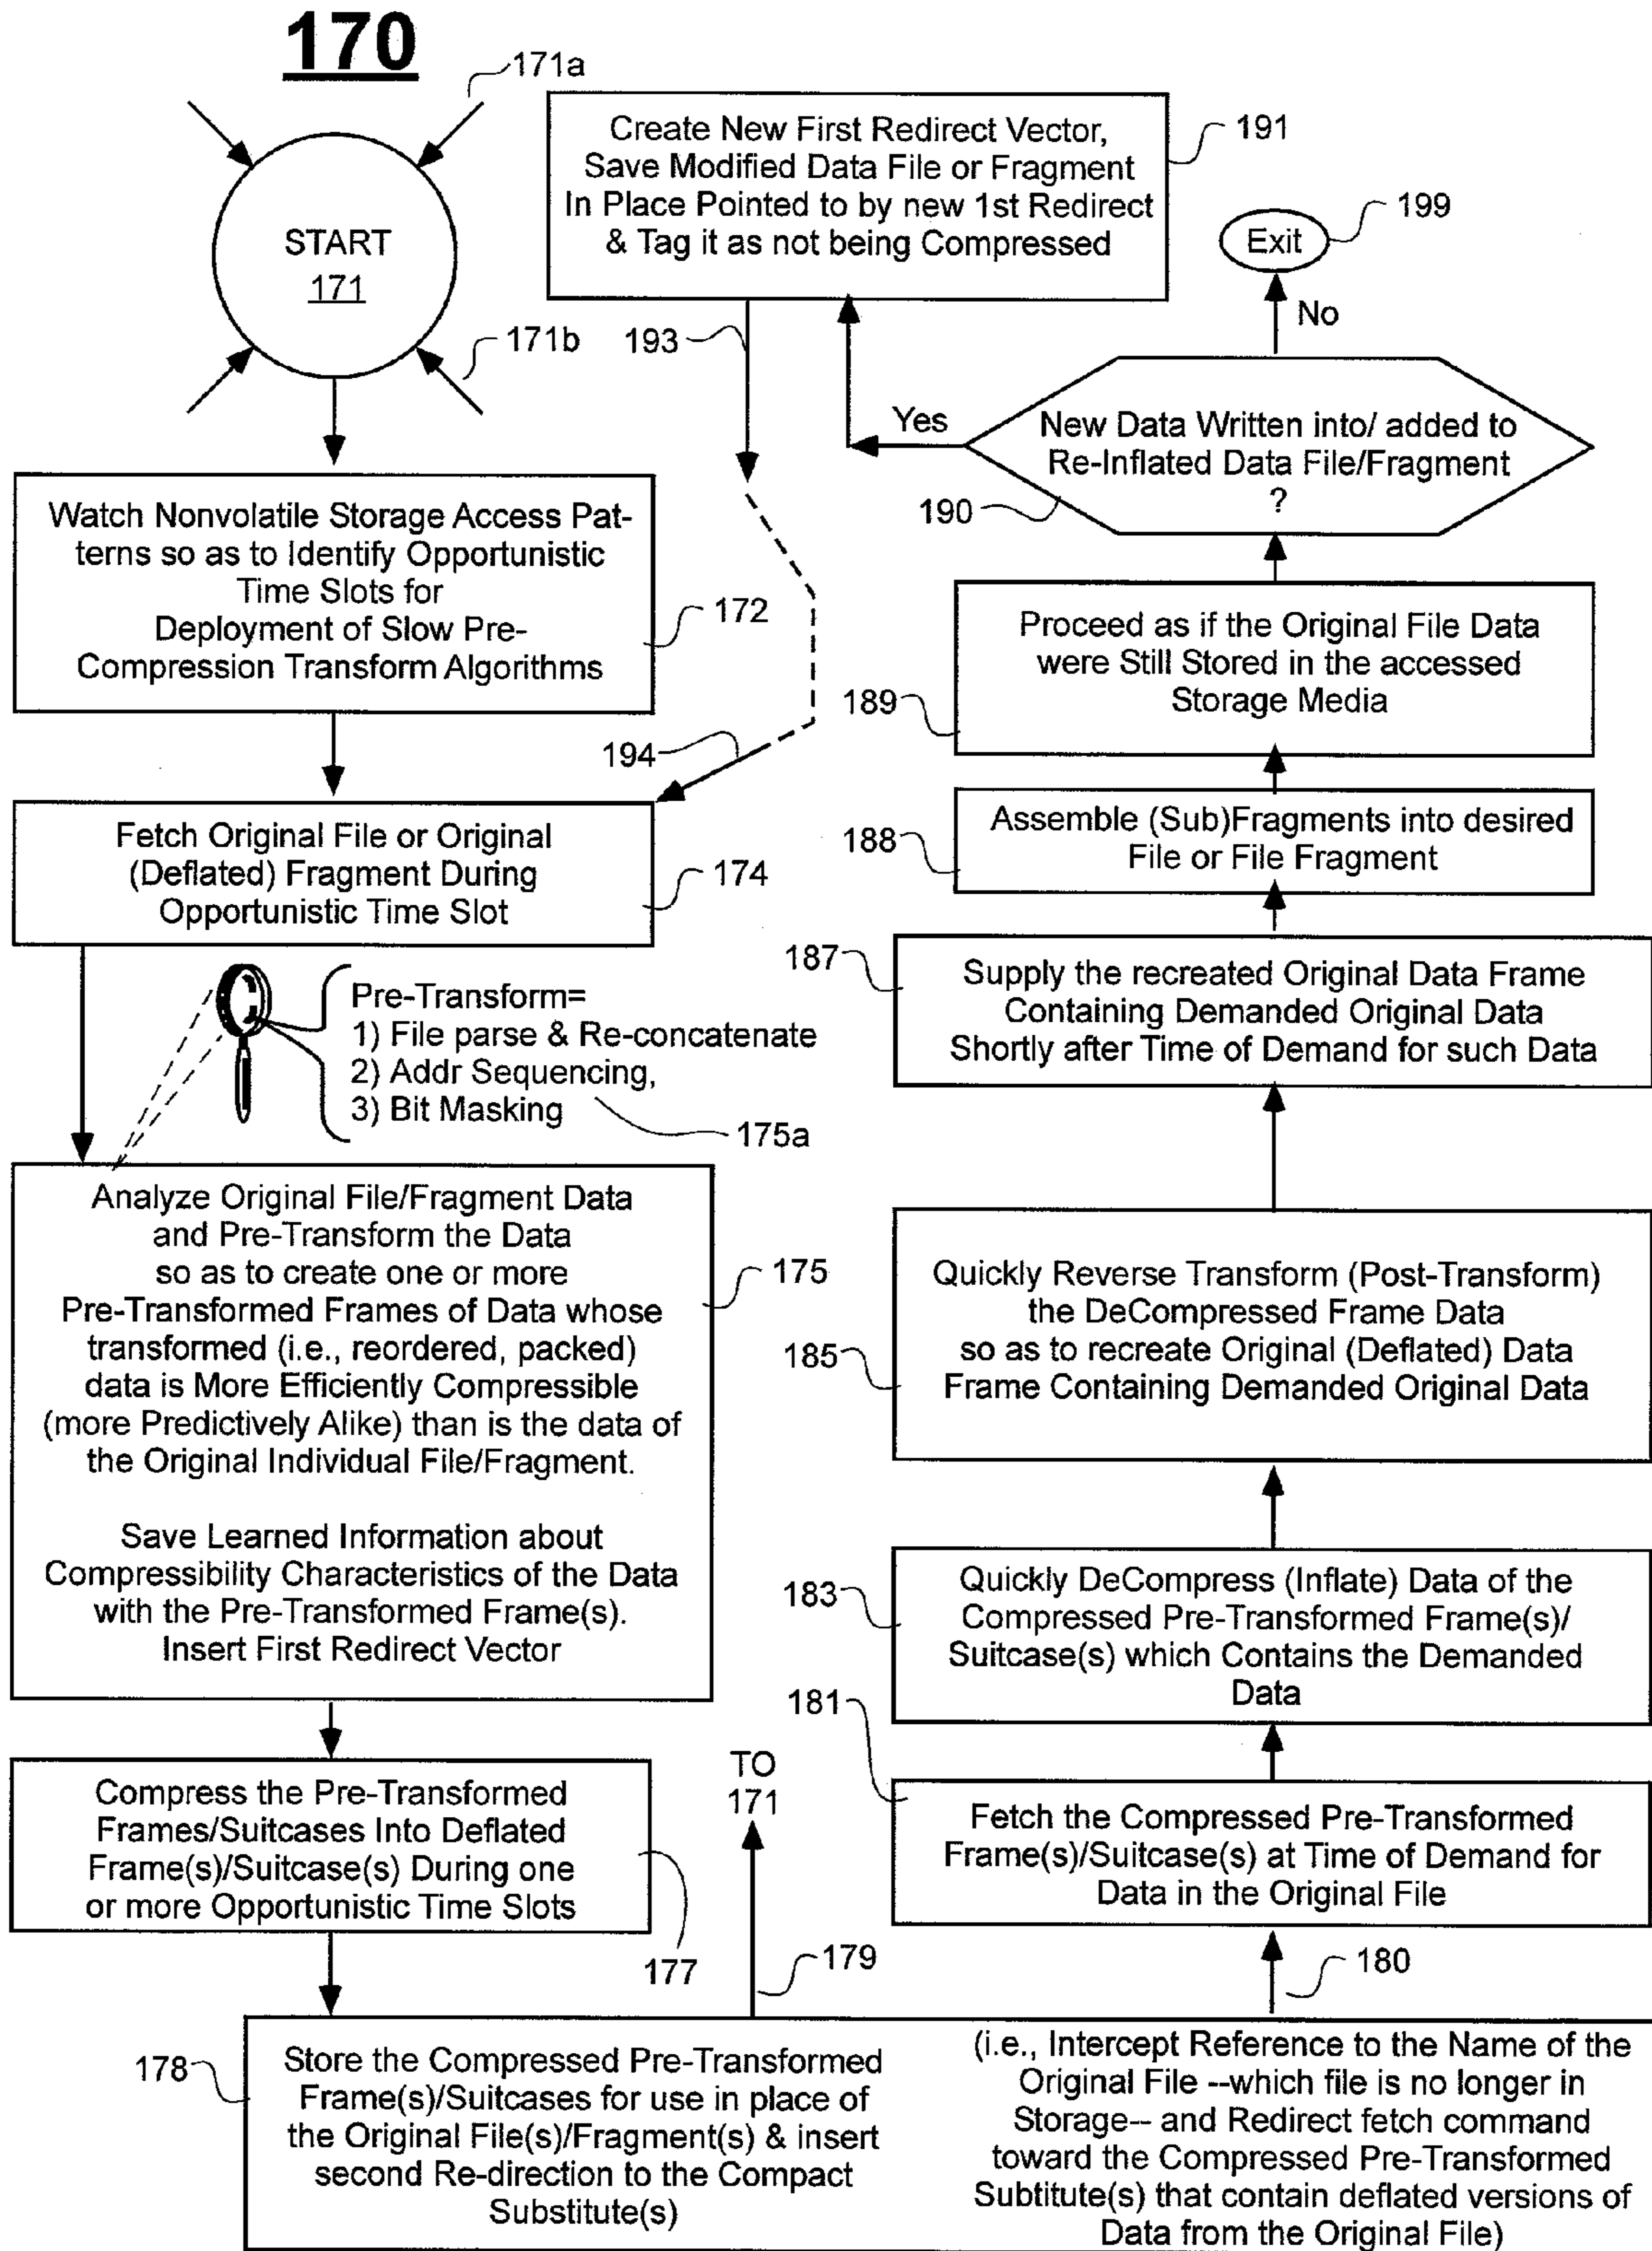 170
171a
START
171
171b
Create New First Redirect Vector,
Save Modified Data File or Fragment
In Place Pointed to by new 1st Redirect
& Tag it as not being Compressed
191
193
Exit
199
No
Yes
New Data Written into/ added to
Re-Inflated Data File/Fragment
?
190
Watch Nonvolatile Storage Access Pat-
terns so as to Identify Opportunistic
Time Slots for
Deployment of Slow Pre-
Compression Transform Algorithms
172
194
Proceed as if the Original File Data
were Still Stored in the accessed
Storage Media
189
Fetch Original File or Original
(Deflated) Fragment During
Opportunistic Time Slot
174
Assemble (Sub)Fragments into desired
File or File Fragment
188
Pre-Transform=
1) File parse & Re-concatenate
2) Addr Sequencing,
3) Bit Masking
175a
187
Supply the recreated Original Data Frame
Containing Demanded Original Data
Shortly after Time of Demand for such Data
Analyze Original File/Fragment Data
and Pre-Transform the Data
so as to create one or more
Pre-Transformed Frames of Data whose
transformed (i.e., reordered, packed)
data is More Efficiently Compressible
(more Predictively Alike) than is the data of
the Original Individual File/Fragment.
Save Learned Information about
Compressibility Characteristics of the Data
with the Pre-Transformed Frame(s).
Insert First Redirect Vector
175
Quickly Reverse Transform (Post-Transform)
the DeCompressed Frame Data
so as to recreate Original (Deflated) Data
Frame Containing Demanded Original Data
185
183
Quickly DeCompress (Inflate) Data of the
Compressed Pre-Transformed Frame(s)/
Suitcase(s) which Contains the Demanded
Data
181
Fetch the Compressed Pre-Transformed
Frame(s)/Suitcase(s) at Time of Demand for
Data in the Original File
Compress the Pre-Transformed
Frames/Suitcases Into Deflated
Frame(s)/Suitcase(s) During one
or more Opportunistic Time Slots
177
TO
171
179
180
178
Store the Compressed Pre-Transformed
Frame(s)/Suitcases for use in place of
the Original File(s)/Fragment(s) & insert
second Re-direction to the Compact
Substitute(s)
(i.e., Intercept Reference to the Name of the
Original File --which file is no longer in
Storage-- and Redirect fetch command
toward the Compressed Pre-Transformed
Subtitute(s) that contain deflated versions of
Data from the Original File)